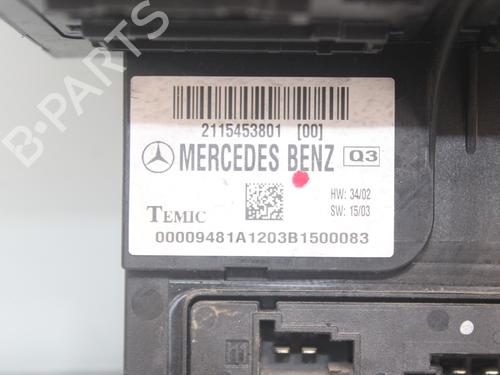 B-PARTS
2115453801 [00]
MERCEDES BENZ Q3
HW: 34/02
SW: 15/03
TEMIC
00009481A1203B1500083